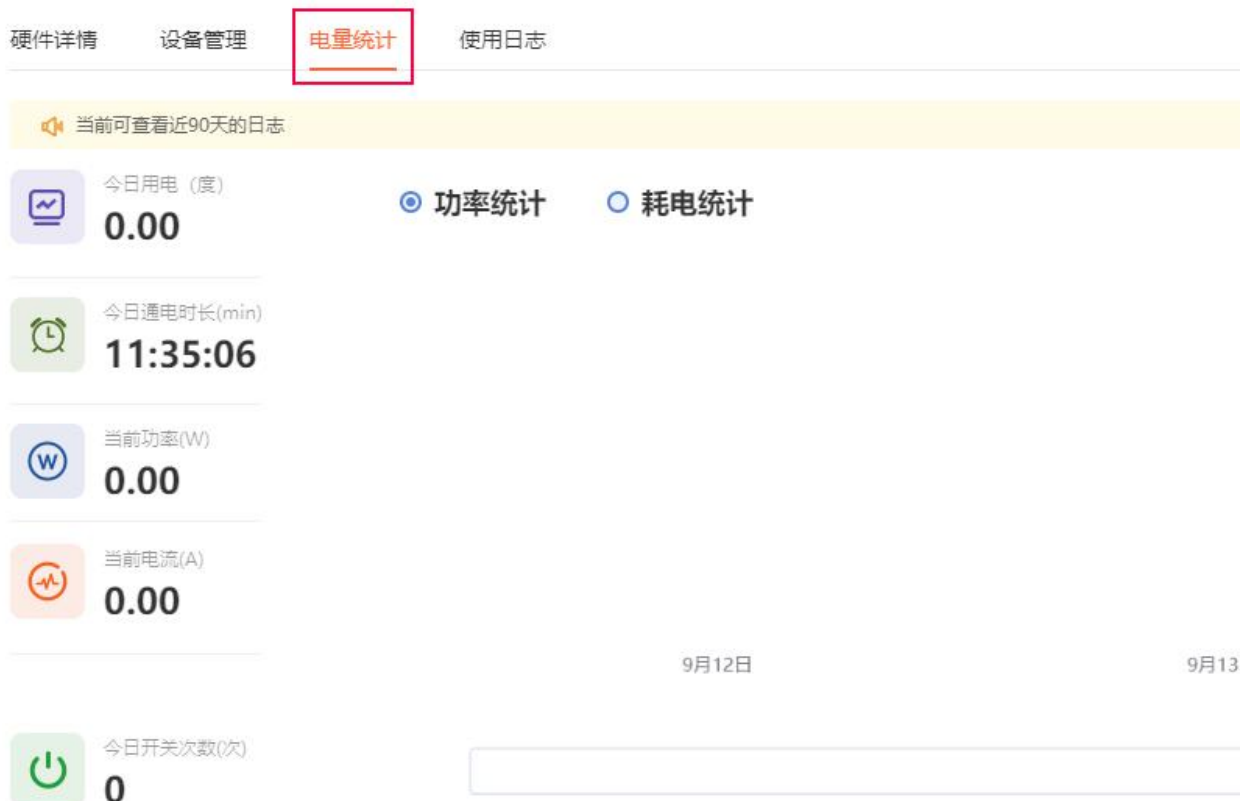 硬件详情 设备管理 电量统计 使用日志
当前可查看近90天的日志
今日用电（度）
0.00
功率统计 耗电统计
今日通电时长(min)
11:35:06
当前功率(W)
W
0.00
当前电流(A)
0.00
9月12日 9月13
今日开关次数(次)
0